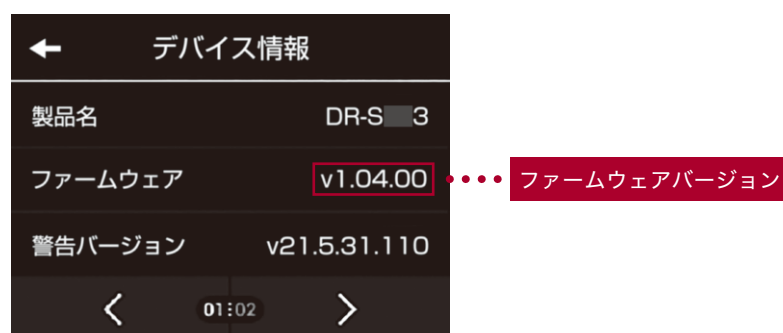 デバイス情報
製品名 DR-S 3
ファームウェア v1.04.00 ファームウェアバージョン
警告バージョン v21.5.31.110
01 02